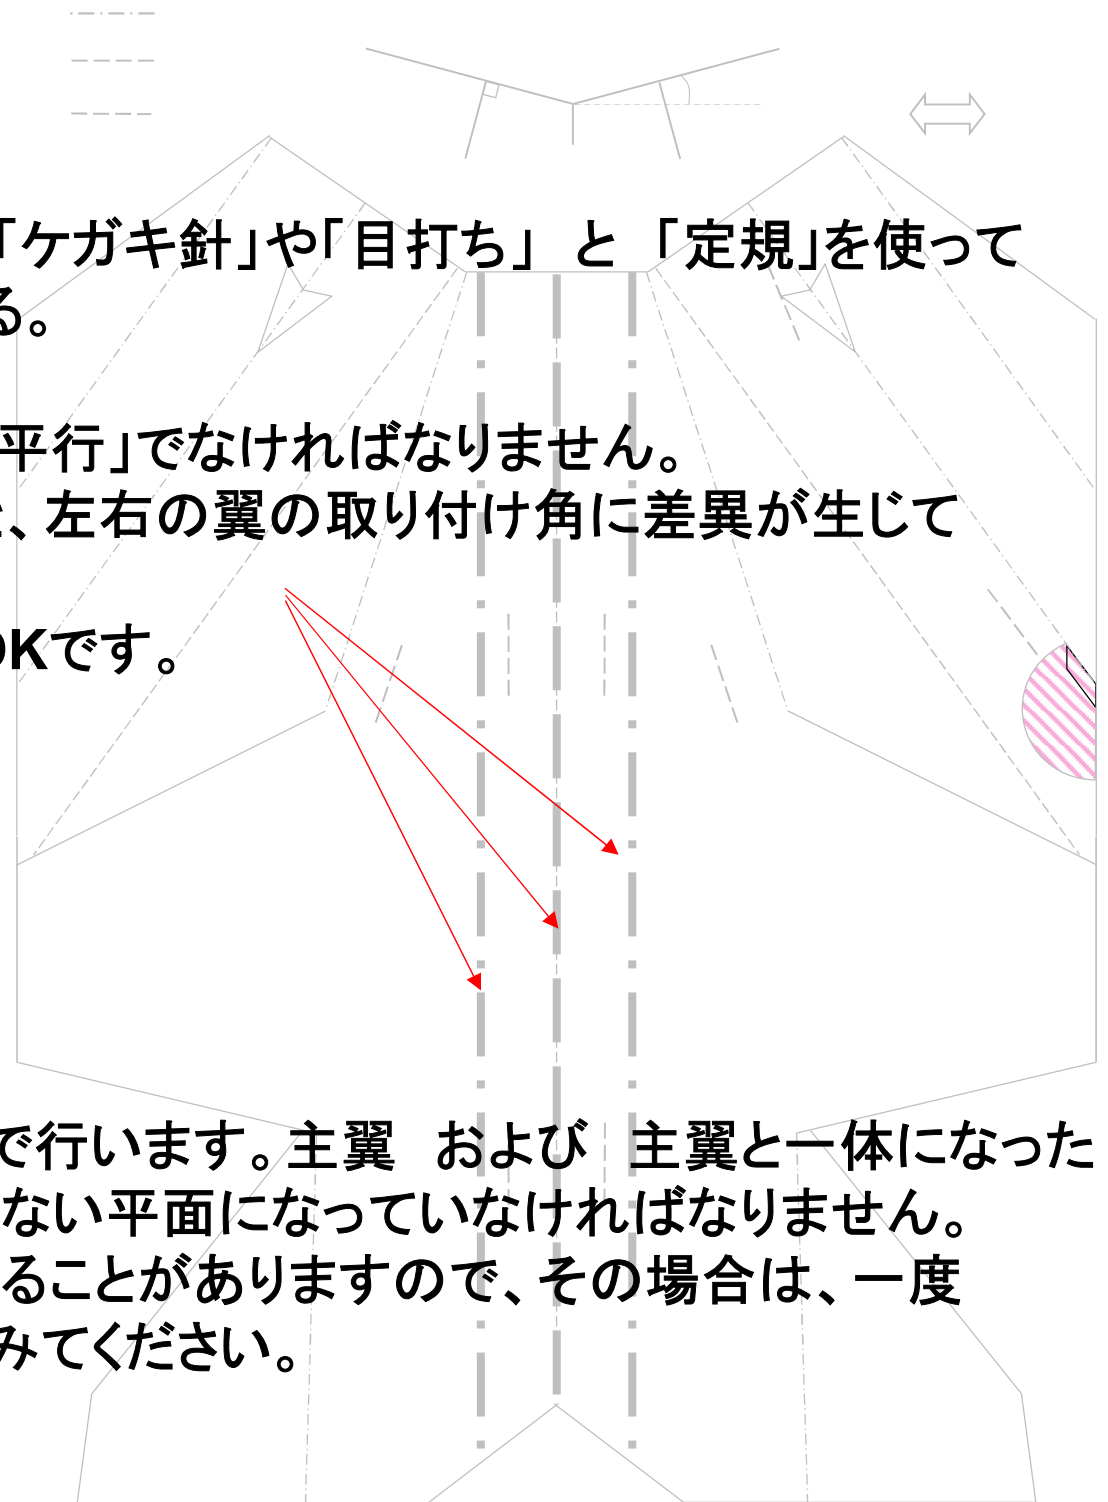 「ケガキ針」や「目打ち」 と 「定規」を使って
る。
平行」でなければなりません。
、左右の翼の取り付け角に差異が生じて
OKです。
で行います。主翼 および 主翼と一体になった
ない平面になっていなければなりません。
ることがありますので、その場合は、一度
みてください。